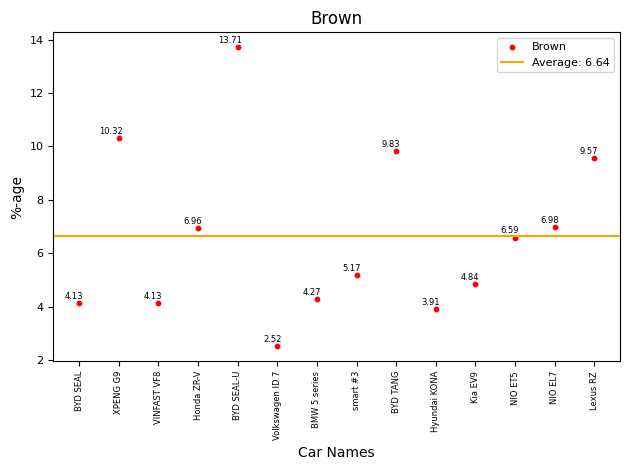 Brown
14
12
10
8
6
4
2
%-age
4.13
10.32
4.13
6.96
13.71
2.52
4.27
5.17
9.83
3.91
4.84
6.59
6.98
9.57
Brown
Average: 6.64
BYD SEAL
XPENG G9
VINFAST VF8
Honda ZR-V
BYD SEAL-U
Volkswagen ID.7
BMW 5 series
smart #3
BYD TANG
Hyundai KONA
Kia EV9
NIO ET5
NIO EL7
Lexus RZ
Car Names